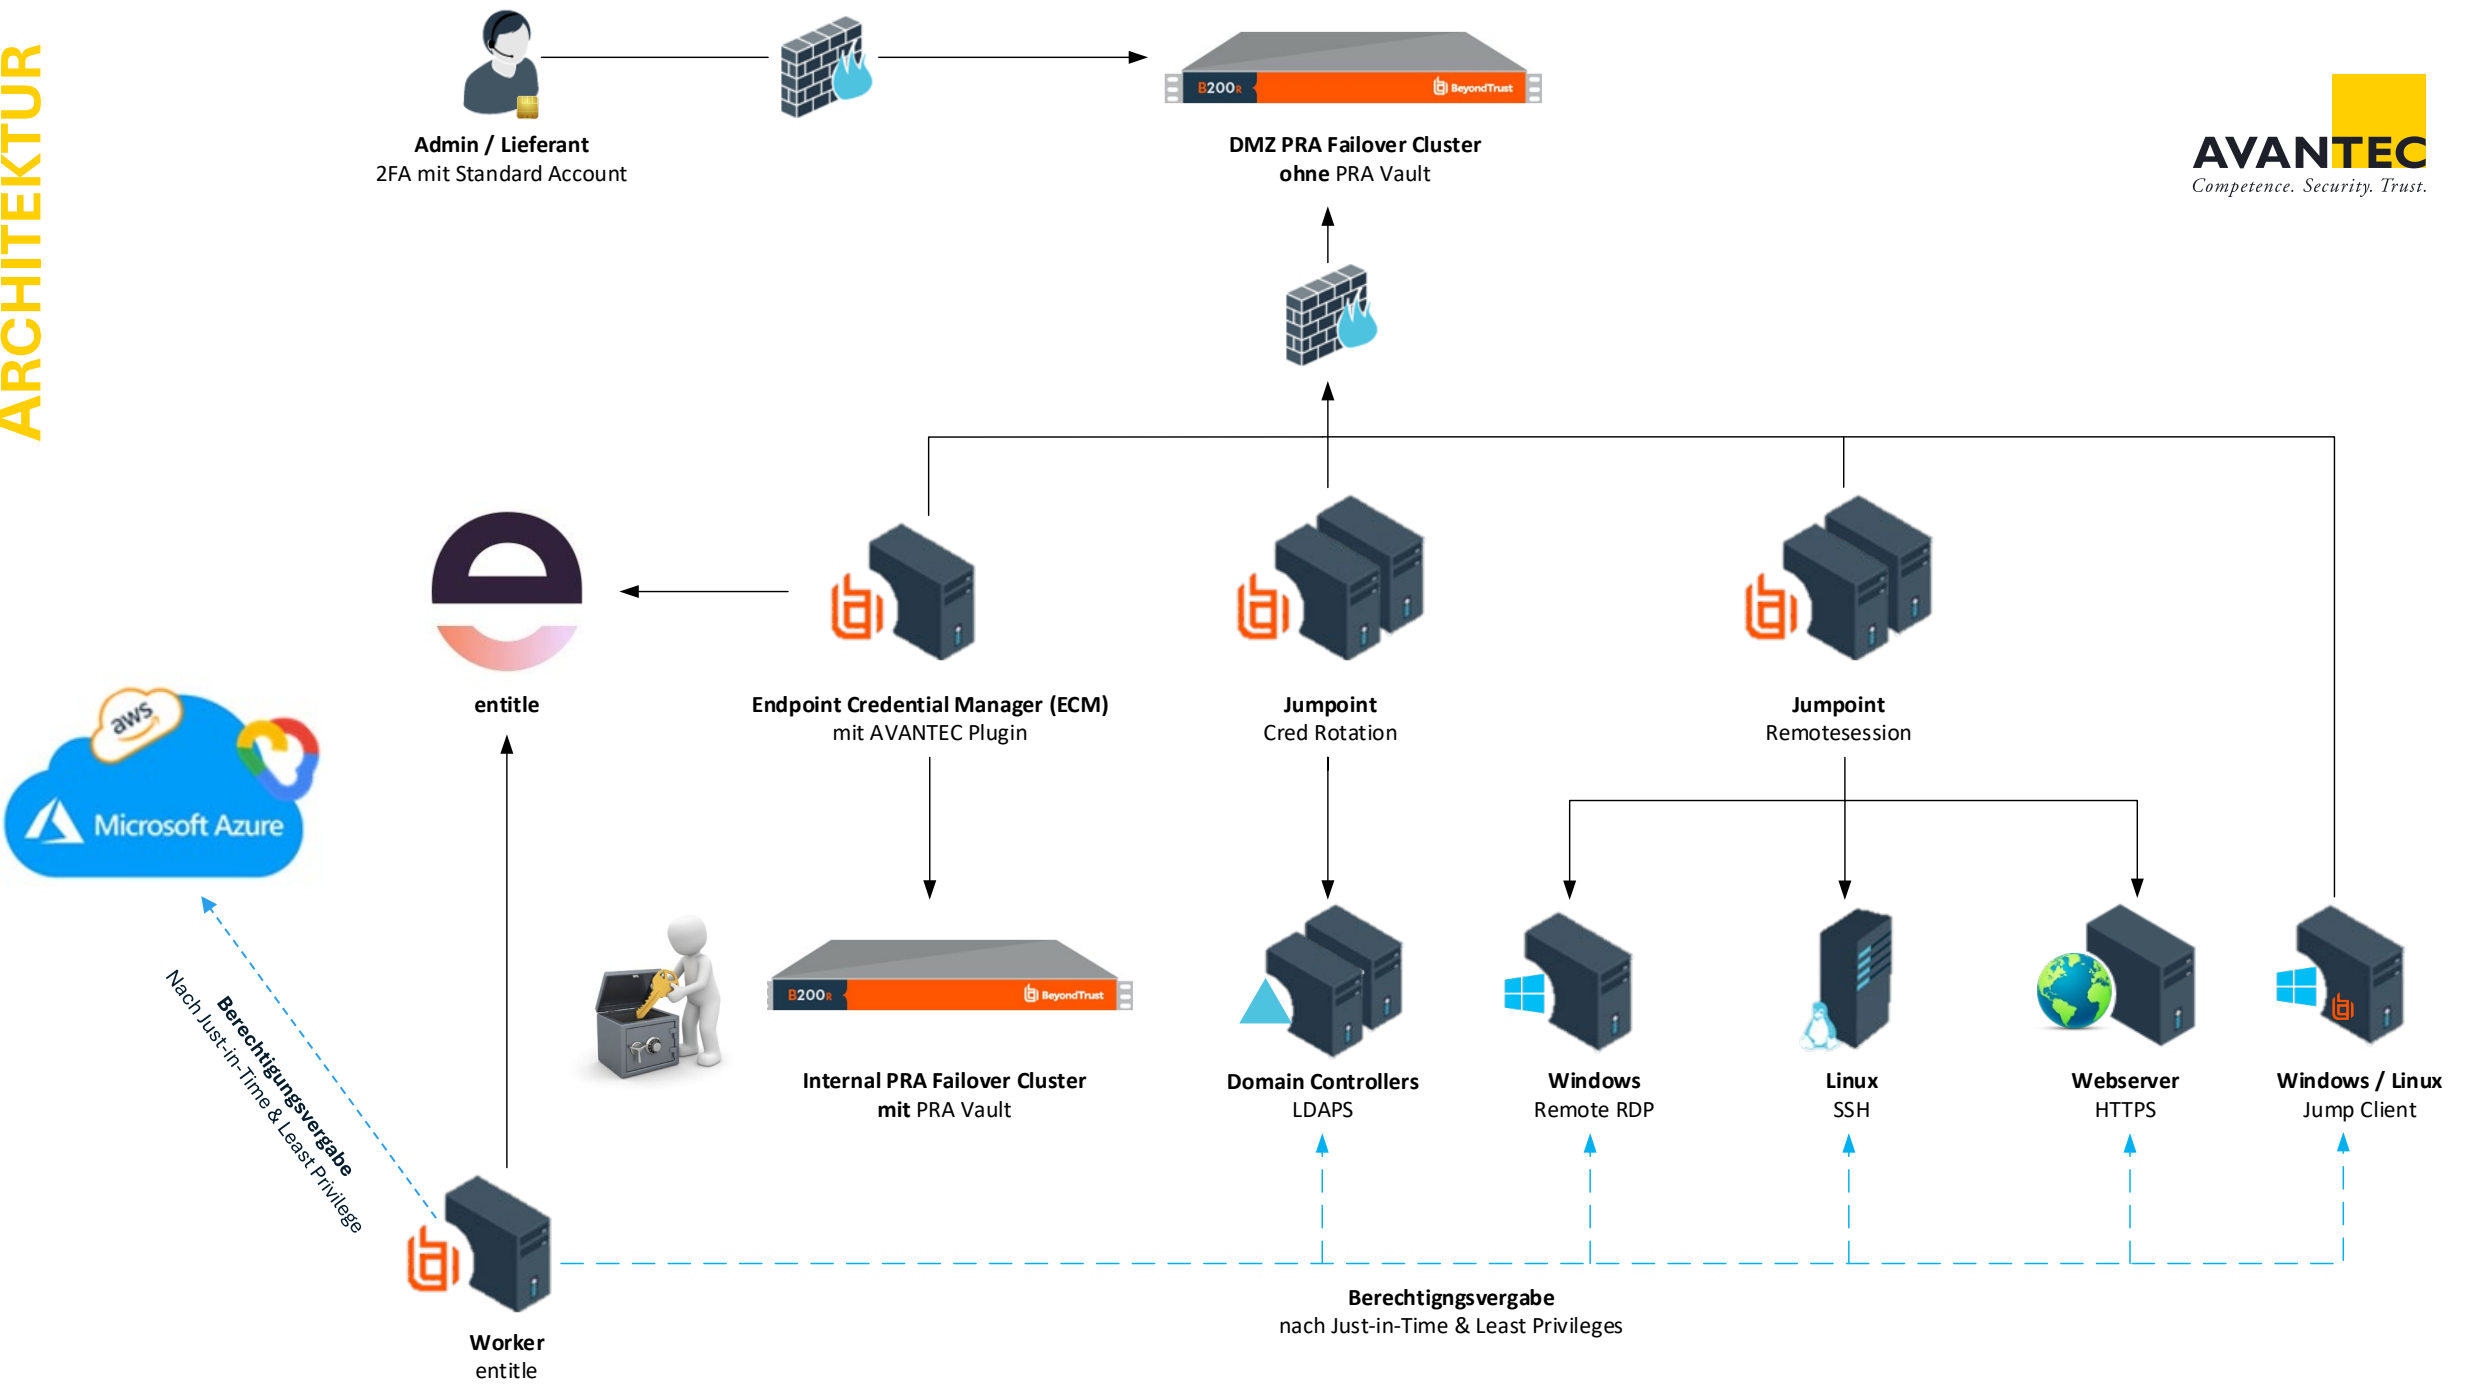 ARCHITEKTUR
B200R
BeyondTrust
Admin / Lieferant
2FA mit Standard Account
DMZ PRA Failover Cluster
ohne PRA Vault
AVANTEC
Competence. Security. Trust.
entitle
Endpoint Credential Manager (ECM)
mit AVANTEC Plugin
Jumpoint
Cred Rotation
Jumpoint
Remotesession
aws
Microsoft Azure
B200R
BeyondTrust
Internal PRA Failover Cluster
mit PRA Vault
Domain Controllers
LDAPS
Windows
Remote RDP
Linux
SSH
Webserver
HTTPS
Windows / Linux
Jump Client
Berechtigungsvergabe
Nach Just-in-Time & Least Privilege
Berechtigngsvergabe
nach Just-in-Time & Least Privileges
Worker
entitle